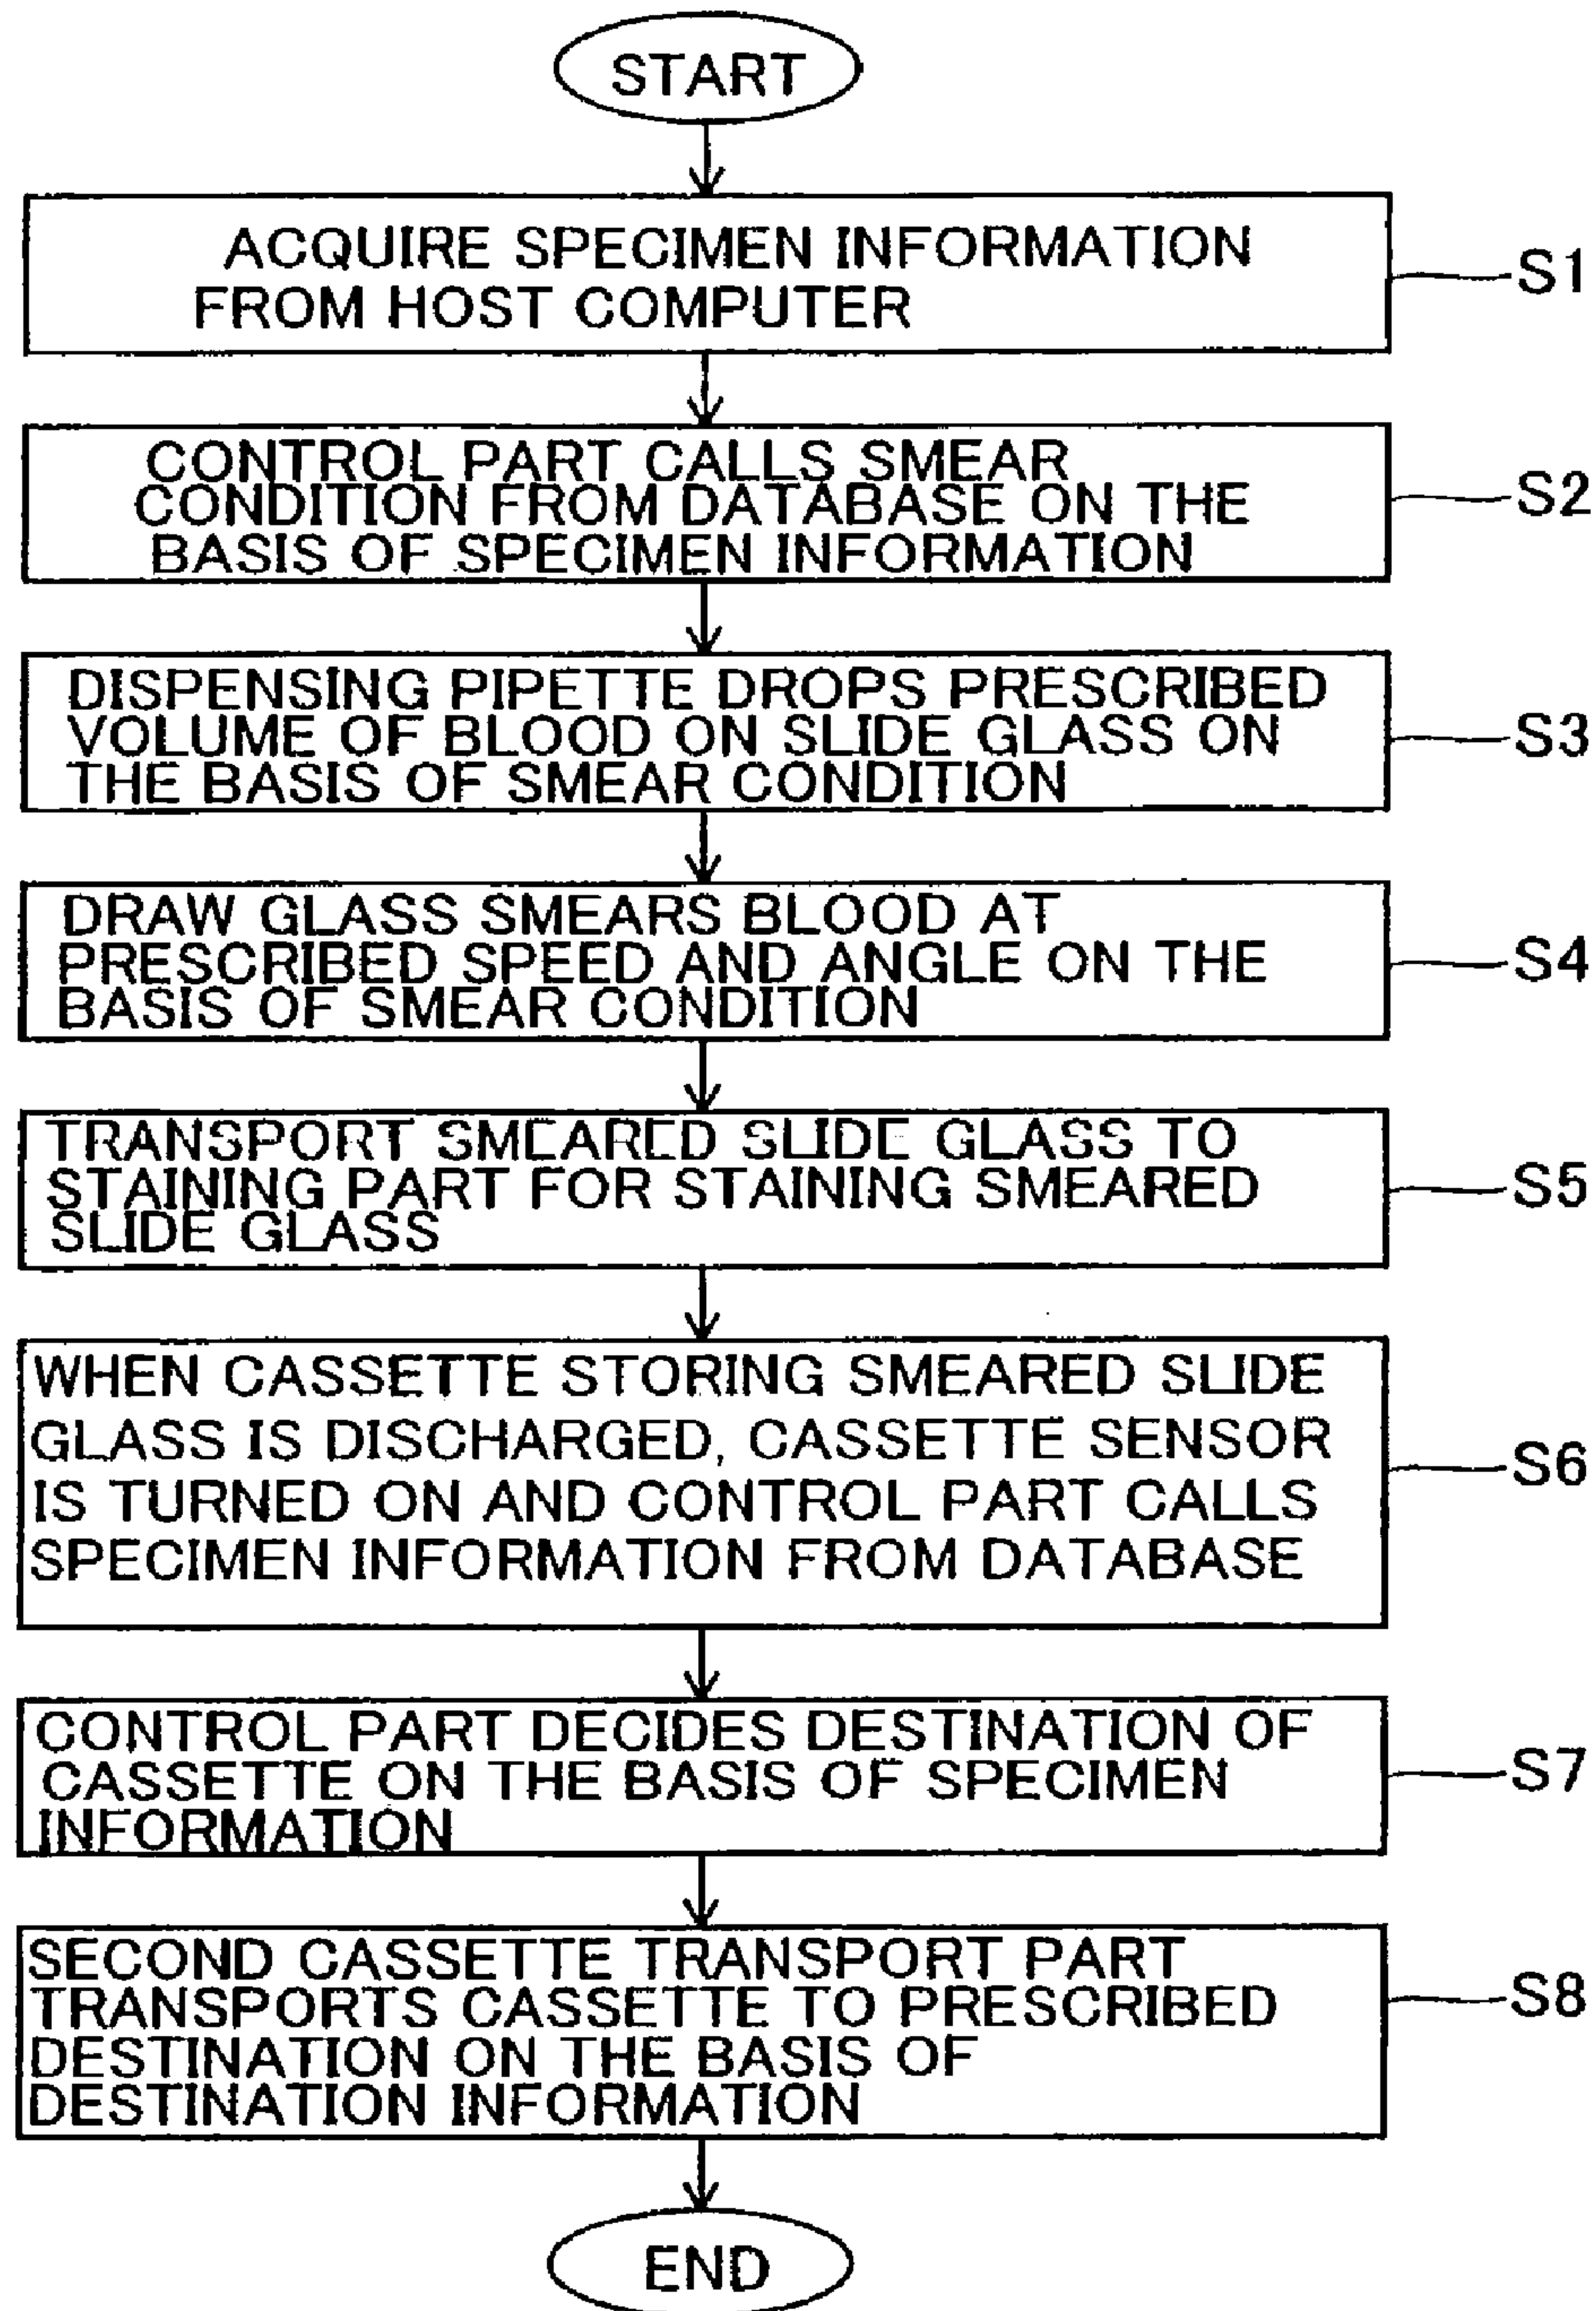 START
ACQUIRE SPECIMEN INFORMATION
FROM HOST COMPUTER
S1
CONTROL PART CALLS SMEAR
CONDITION FROM DATABASE ON THE
BASIS OF SPECIMEN INFORMATION
S2
DISPENSING PIPETTE DROPS PRESCRIBED
VOLUME OF BLOOD ON SLIDE GLASS ON
THE BASIS OF SMEAR CONDITION
S3
DRAW GLASS SMEARS BLOOD AT
PRESCRIBED SPEED AND ANGLE ON THE
BASIS OF SMEAR CONDITION
S4
TRANSPORT SMEARED SLIDE GLASS TO
STAINING PART FOR STAINING SMEARED
SLIDE GLASS
S5
WHEN CASSETTE STORING SMEARED SLIDE
GLASS IS DISCHARGED, CASSETTE SENSOR
IS TURNED ON AND CONTROL PART CALLS
SPECIMEN INFORMATION FROM DATABASE
S6
CONTROL PART DECIDES DESTINATION OF
CASSETTE ON THE BASIS OF SPECIMEN
INFORMATION
S7
SECOND CASSETTE TRANSPORT PART
TRANSPORTS CASSETTE TO PRESCRIBED
DESTINATION ON THE BASIS OF
DESTINATION INFORMATION
S8
END